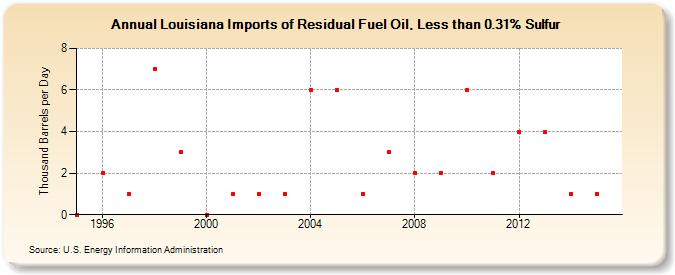 Annual Louisiana Imports of Residual Fuel Oil, Less than 0.31% Sulfur
Thousand Barrels per Day
8
6
4
2
0
1996 2000 2004 2008 2012
Source: U.S. Energy Information Administration